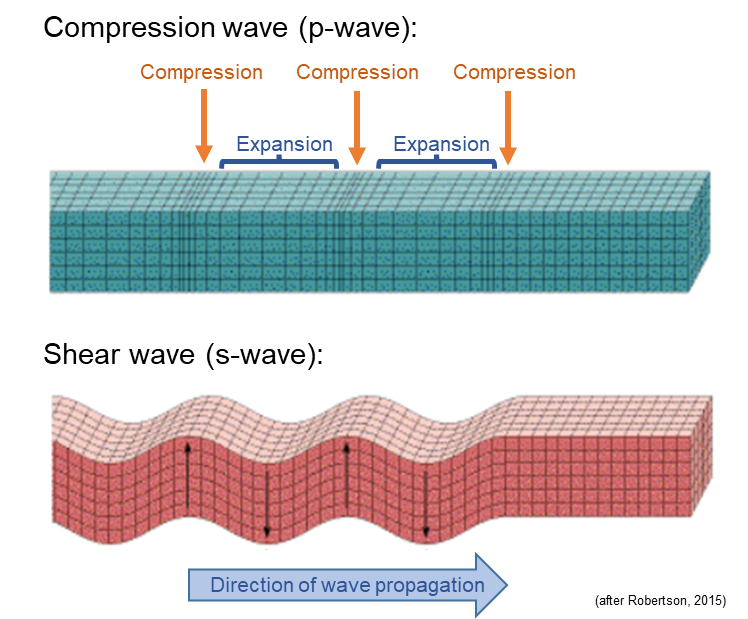 Compression wave (p-wave):
Compression Compression Compression
Expansion Expansion
Shear wave (s-wave):
Direction of wave propagation
(after Robertson, 2015)